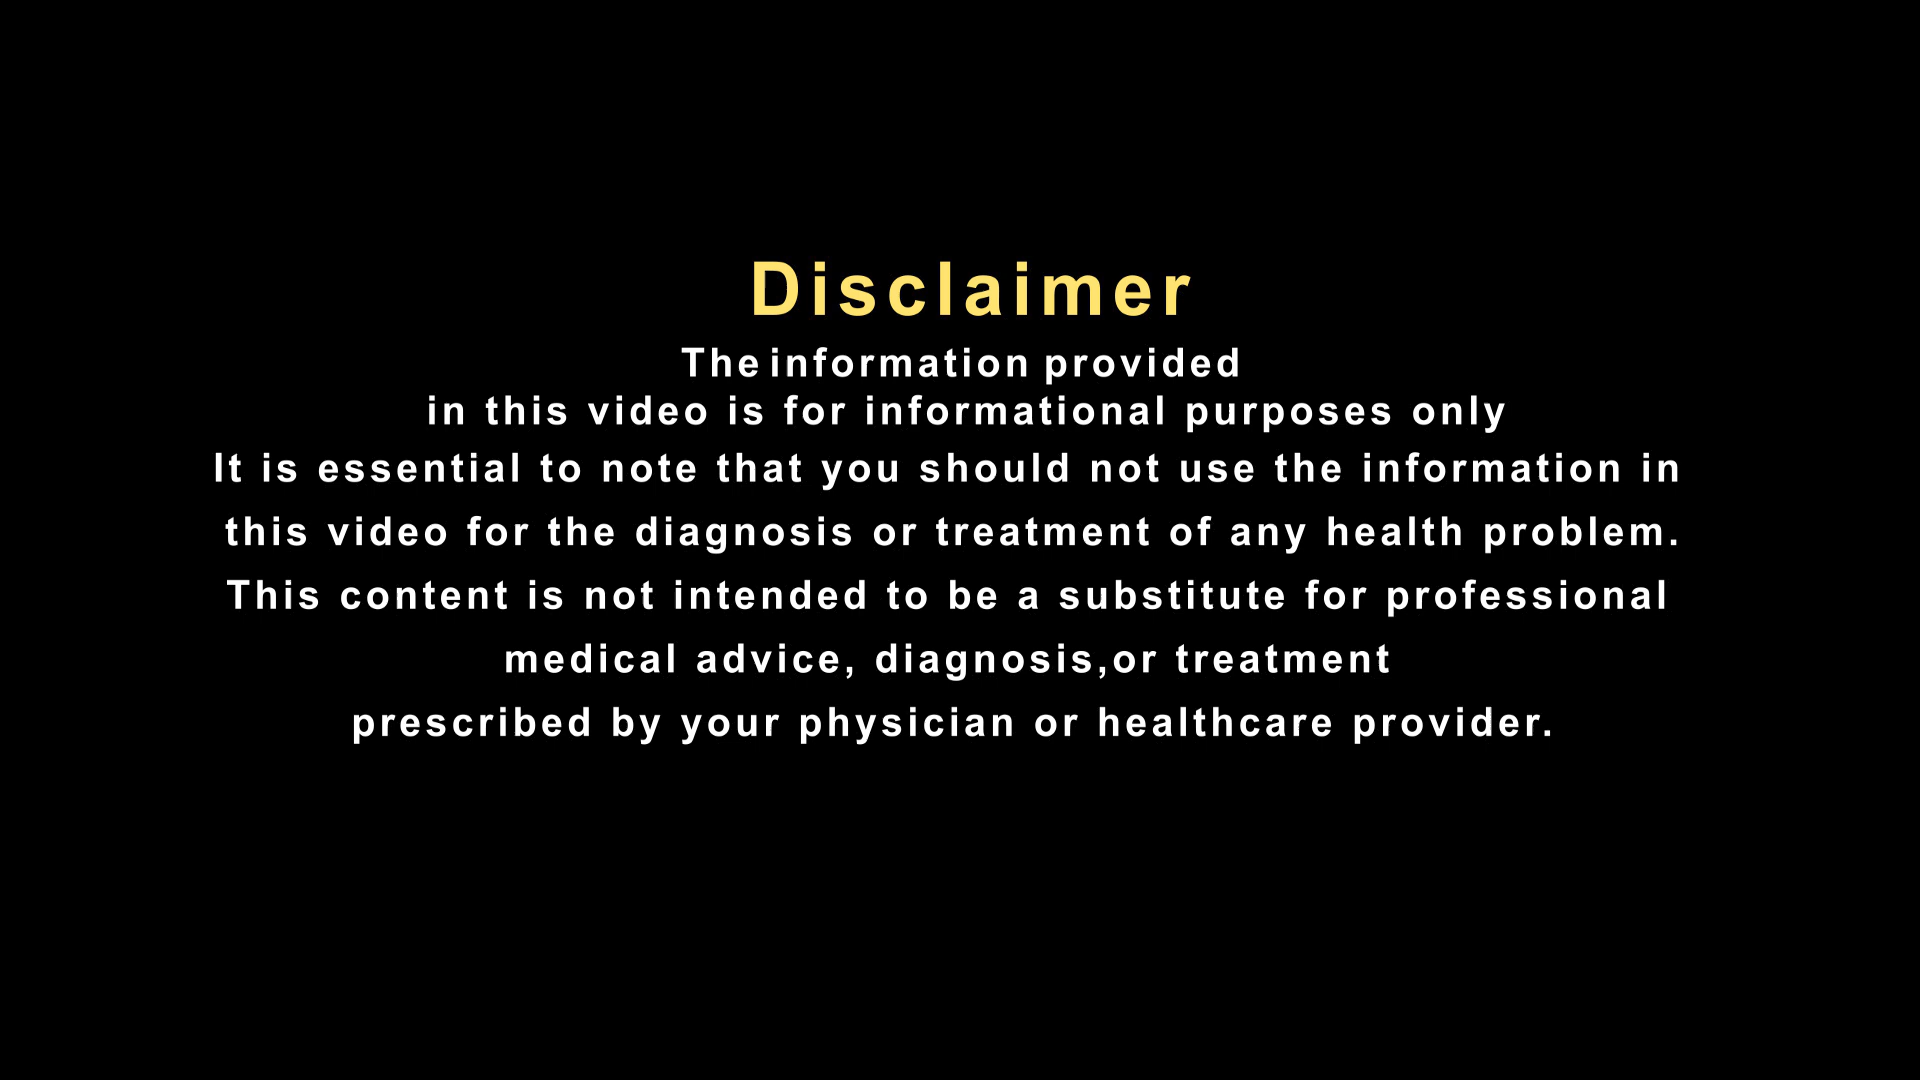 Disclaimer
The information provided
in this video is for informational purposes only
It is essential to note that you should not use the information in
this video for the diagnosis or treatment of any health problem.
This content is not intended to be a substitute for professional
medical advice, diagnosis,or treatment
prescribed by your physician or healthcare provider.